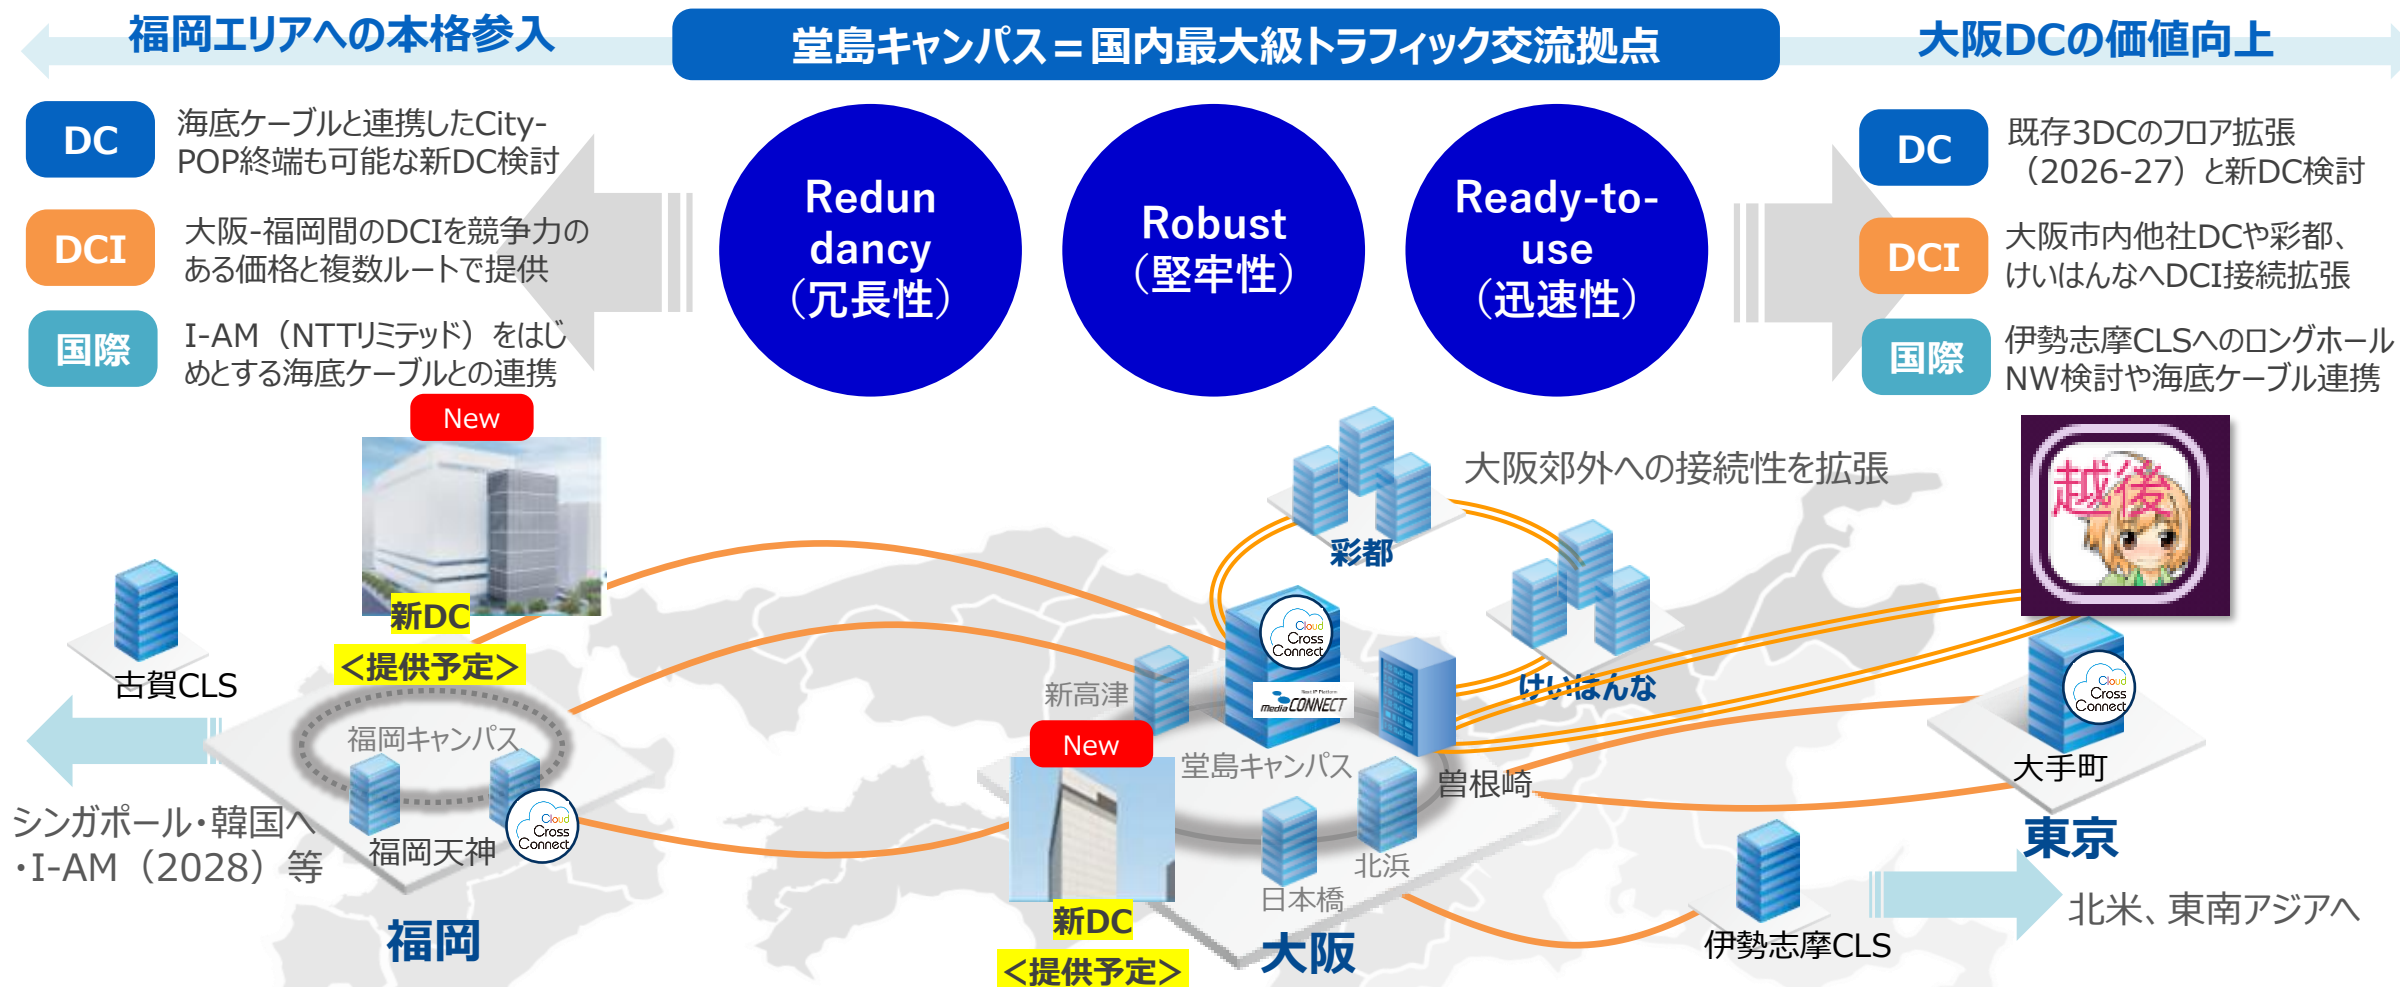 福岡エリアへの本格参入
堂島キャンパス＝国内最大級トラフィック交流拠点
大阪DCの価値向上
DC
海底ケーブルと連携したCity-
POP終端も可能な新DC検討
DCI
大阪-福岡間のDCIを競争力の
ある価格と複数ルートで提供
国際
I-AM（NTTリミテッド）をはじ
めとする海底ケーブルとの連携
Redun
dancy
（冗長性）
Robust
（堅牢性）
Ready-to-
use
（迅速性）
DC
既存3DCのフロア拡張
（2026-27）と新DC検討
DCI
大阪市内他社DCや彩都、
けいはんなへDCI接続拡張
国際
伊勢志摩CLSへのロングホール
NW検討や海底ケーブル連携
New
新DC
＜提供予定＞
古賀CLS
福岡キャンパス
福岡天神
Cloud
Cross
Connect
シンガポール・韓国へ
・I-AM（2028）等
福岡
大阪郊外への接続性を拡張
彩都
けいはんな
Cloud
Cross
Connect
Next IP Platform
Media CONNECT
新高津
堂島キャンパス
曽根崎
New
新DC
＜提供予定＞
北浜
日本橋
大阪
越後
Cloud
Cross
Connect
大手町
東京
伊勢志摩CLS
北米、東南アジアへ